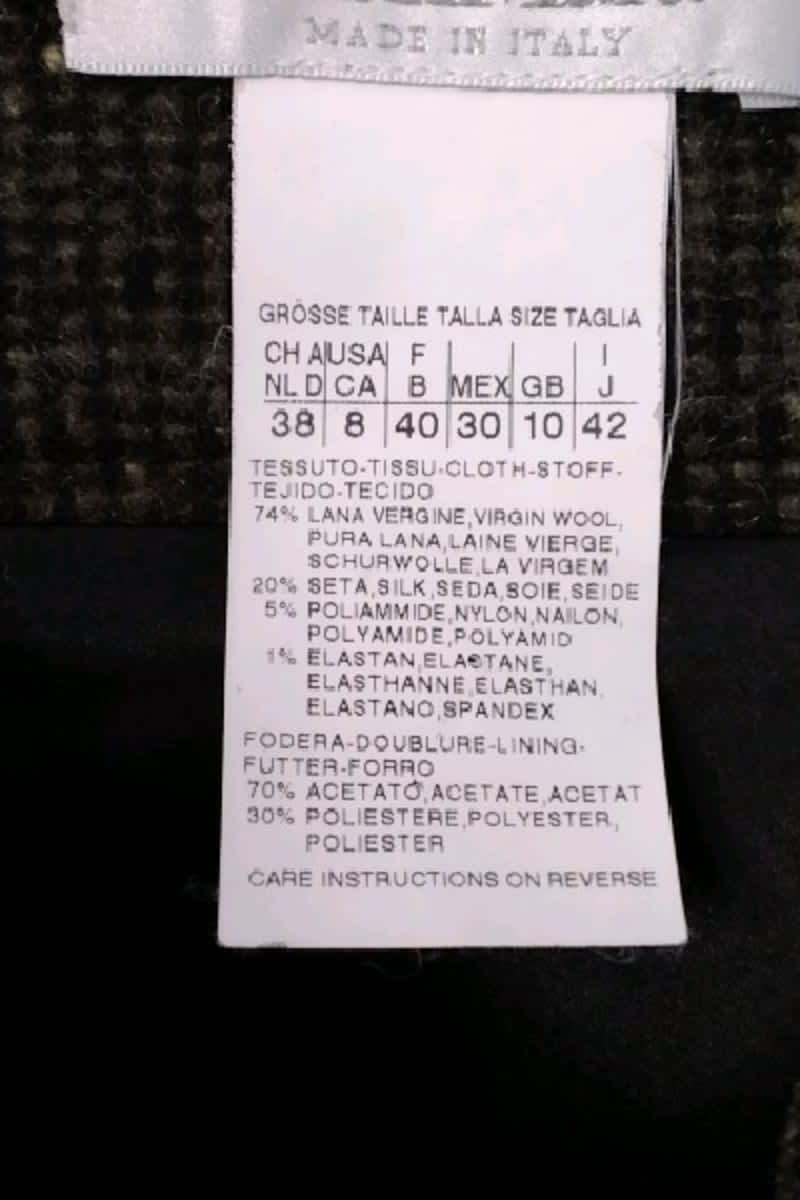 MADE IN ITALY
GRÖSSE TAILLE TALLA SIZE TAGLIA
CH A USA F I
NL D CA B MEX GB J
38 8 40 30 10 42
TESSUTO-TISSU-CLOTH-STOFF-
TEJIDO-TECIDO
74% LANA VERGINE,VIRGIN WOOL,
PURA LANA,LAINE VIERGE,
SCHURWOLLE,LA VIRGEM
20% SETA,SILK,SEDA,SOIE,SEIDE
5% POLIAMMIDE,NYLON,NAILON,
POLYAMIDE,POLYAMID
1% ELASTAN,ELASTANE,
ELASTHANNE,ELASTHAN,
ELASTANO,SPANDEX
FODERA-DOUBLURE-LINING-
FUTTER-FORRO
70% ACETATO,ACETATE,ACETAT
30% POLIESTERE,POLYESTER,
POLIESTER
CARE INSTRUCTIONS ON REVERSE